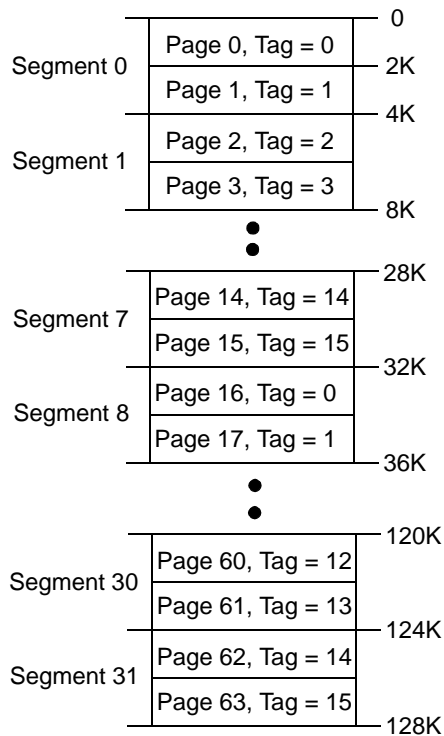 0
Page 0, Tag = 0
Segment 0
2K
Page 1, Tag = 1
4K
Page 2, Tag = 2
Segment 1
Page 3, Tag = 3
8K
28K
Page 14, Tag = 14
Segment 7
Page 15, Tag = 15
32K
Page 16, Tag = 0
Segment 8
Page 17, Tag = 1
36K
120K
Page 60, Tag = 12
Segment 30
Page 61, Tag = 13
124K
Page 62, Tag = 14
Segment 31
Page 63, Tag = 15
128K